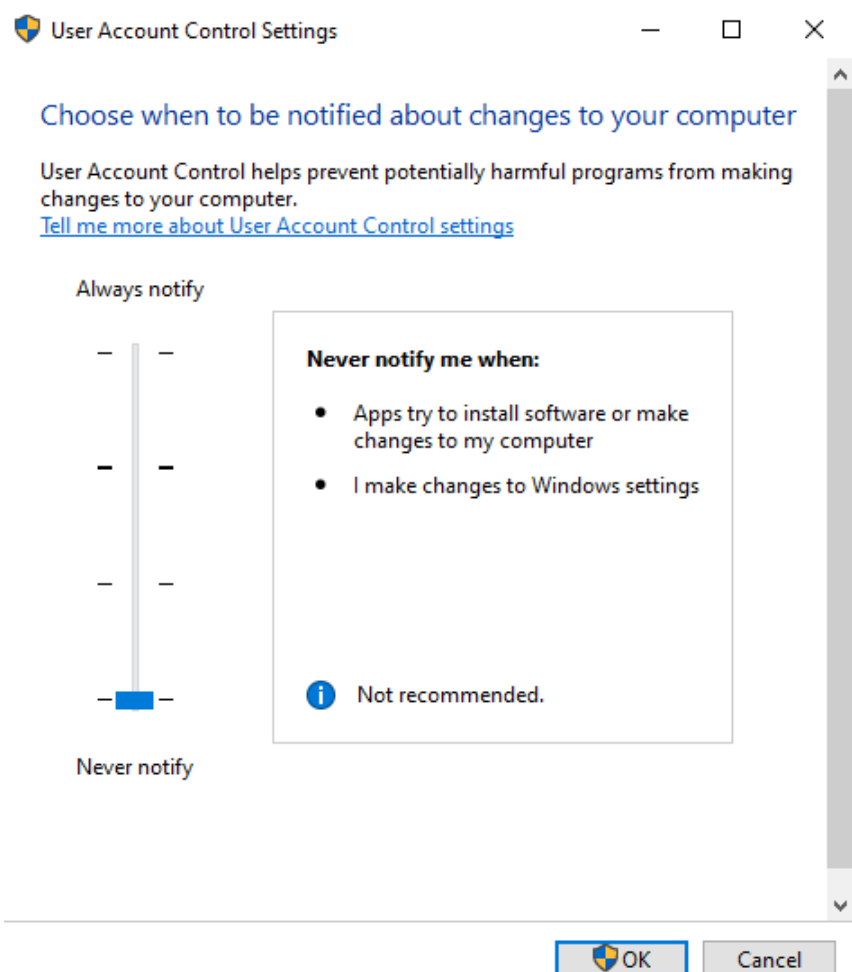 User Account Control Settings
Choose when to be notified about changes to your computer
User Account Control helps prevent potentially harmful programs from making
changes to your computer.
Tell me more about User Account Control settings
Always notify
Never notify me when:
Apps try to install software or make
changes to my computer
I make changes to Windows settings
Not recommended.
Never notify
OK
Cancel